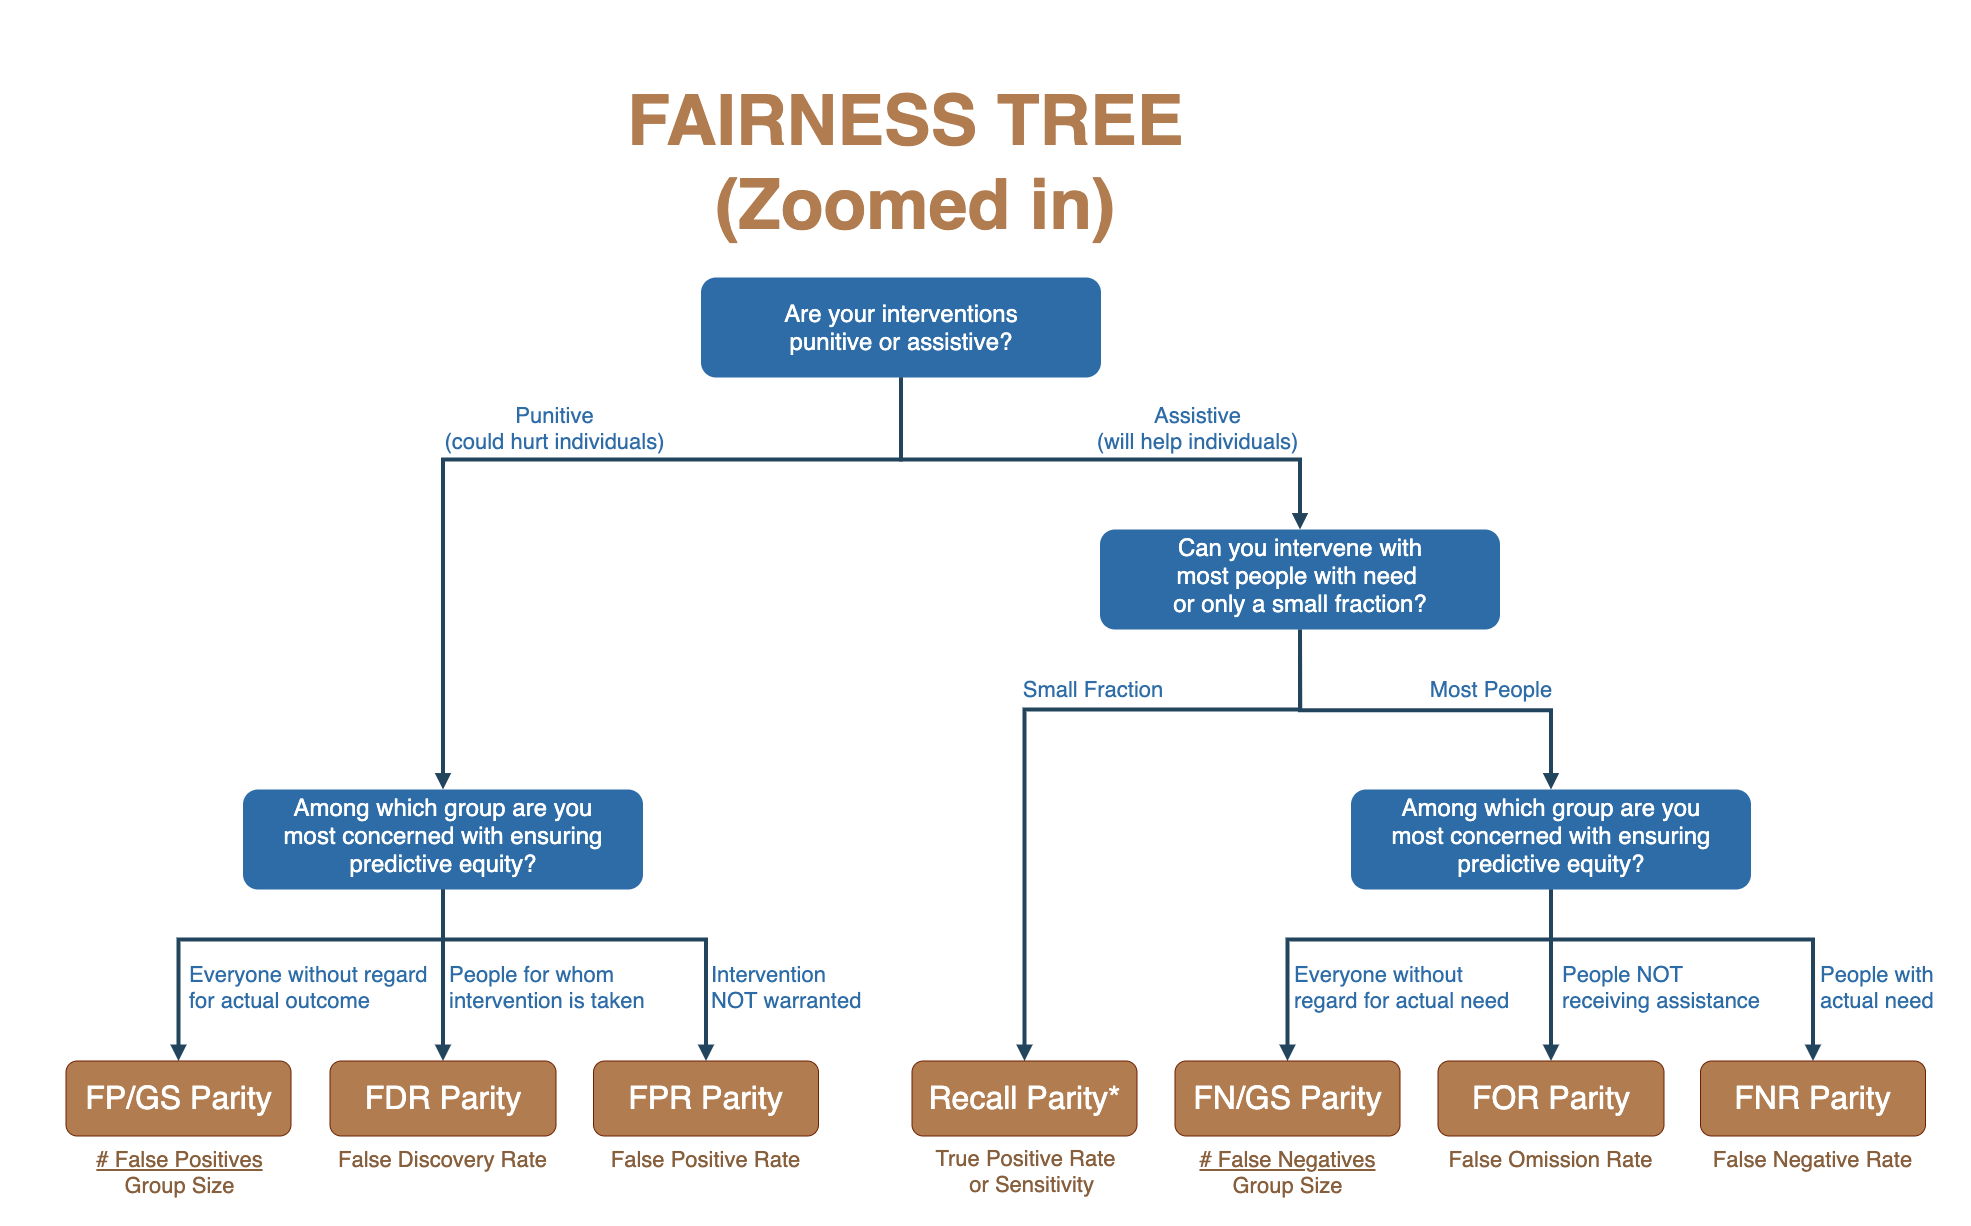 FAIRNESS TREE
(Zoomed in)
Are your interventions
punitive or assistive?
Punitive
(could hurt individuals)
Assistive
(will help individuals)
Can you intervene with
most people with need
or only a small fraction?
Small Fraction
Most People
Among which group are you
most concerned with ensuring
predictive equity?
Among which group are you
most concerned with ensuring
predictive equity?
Everyone without regard
for actual outcome
People for whom
intervention is taken
Intervention
NOT warranted
Everyone without
regard for actual need
People NOT
receiving assistance
People with
actual need
FP/GS Parity
FDR Parity
FPR Parity
Recall Parity*
FN/GS Parity
FOR Parity
FNR Parity
# False Positives
Group Size
False Discovery Rate
False Positive Rate
True Positive Rate
or Sensitivity
# False Negatives
Group Size
False Omission Rate
False Negative Rate